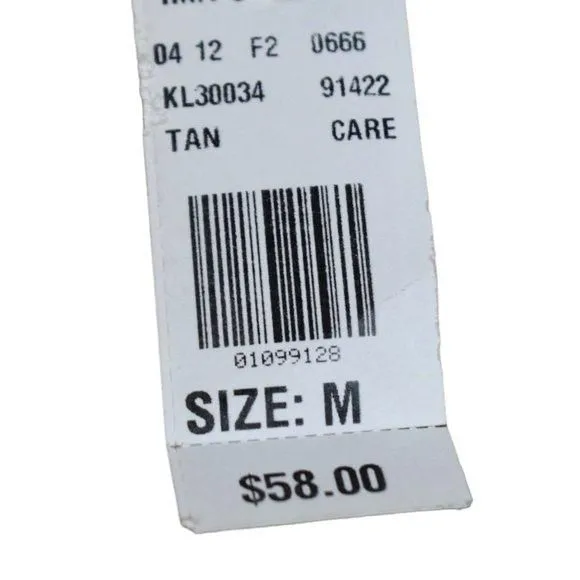 04 12 F2 0666
KL30034 91422
TAN CARE
01099128
SIZE: M
$58.00